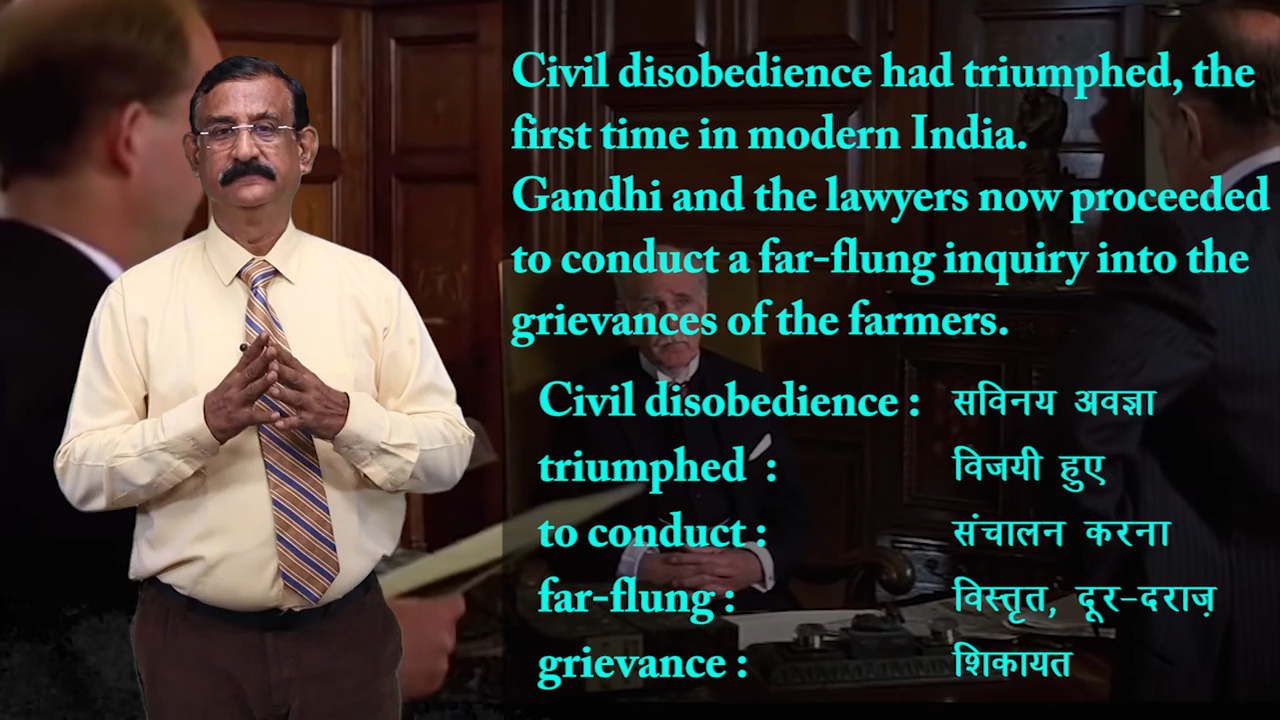 Civil disobedience had triumphed, the
first time in modern India.
Gandhi and the lawyers now proceeded
to conduct a far-flung inquiry into the
grievances of the farmers.
Civil disobedience : सविनय अवज्ञा
triumphed : विजयी हुए
to conduct : संचालन करना
far-flung : विस्तृत, दूर-दराज़
grievance : शिकायत